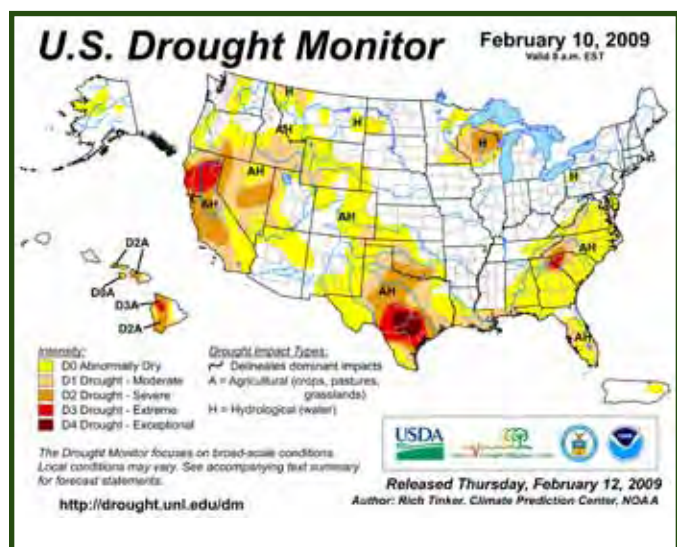 U.S. Drought Monitor
February 10, 2009
Valid 8 a.m. EST
H
AH
H
H
AH
AH
AH
H
AH
AH
AH
D2A
D0A
D3A
D2A
Intensity:
D0 Abnormally Dry
D1 Drought - Moderate
D2 Drought - Severe
D3 Drought - Extreme
D4 Drought - Exceptional
Drought Impact Types:
Delineates dominant impacts
A = Agricultural (crops, pastures,
grasslands)
H = Hydrological (water)
The Drought Monitor focuses on broad-scale conditions.
Local conditions may vary. See accompanying text summary
for forecast statements.
http://drought.unl.edu/dm
USDA
Released Thursday, February 12, 2009
Author: Rich Tinker, Climate Prediction Center, NOAA